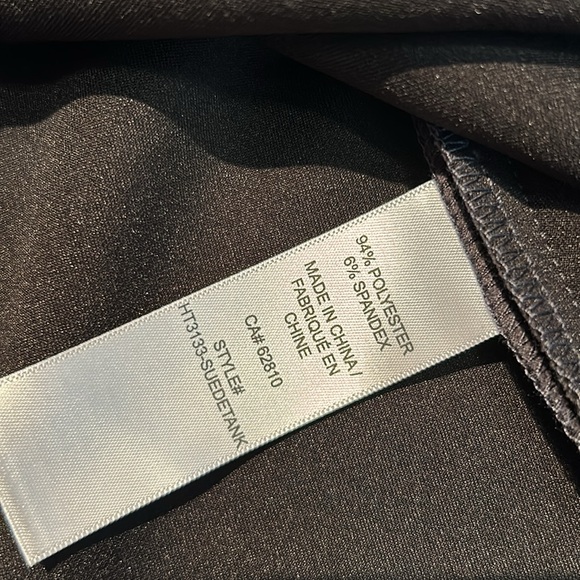 94% POLYESTER
6% SPANDEX
MADE IN CHINA /
FABRIQUÉ EN
CHINE
CA# 62810
STYLE#
HT3133-SUEDETANK